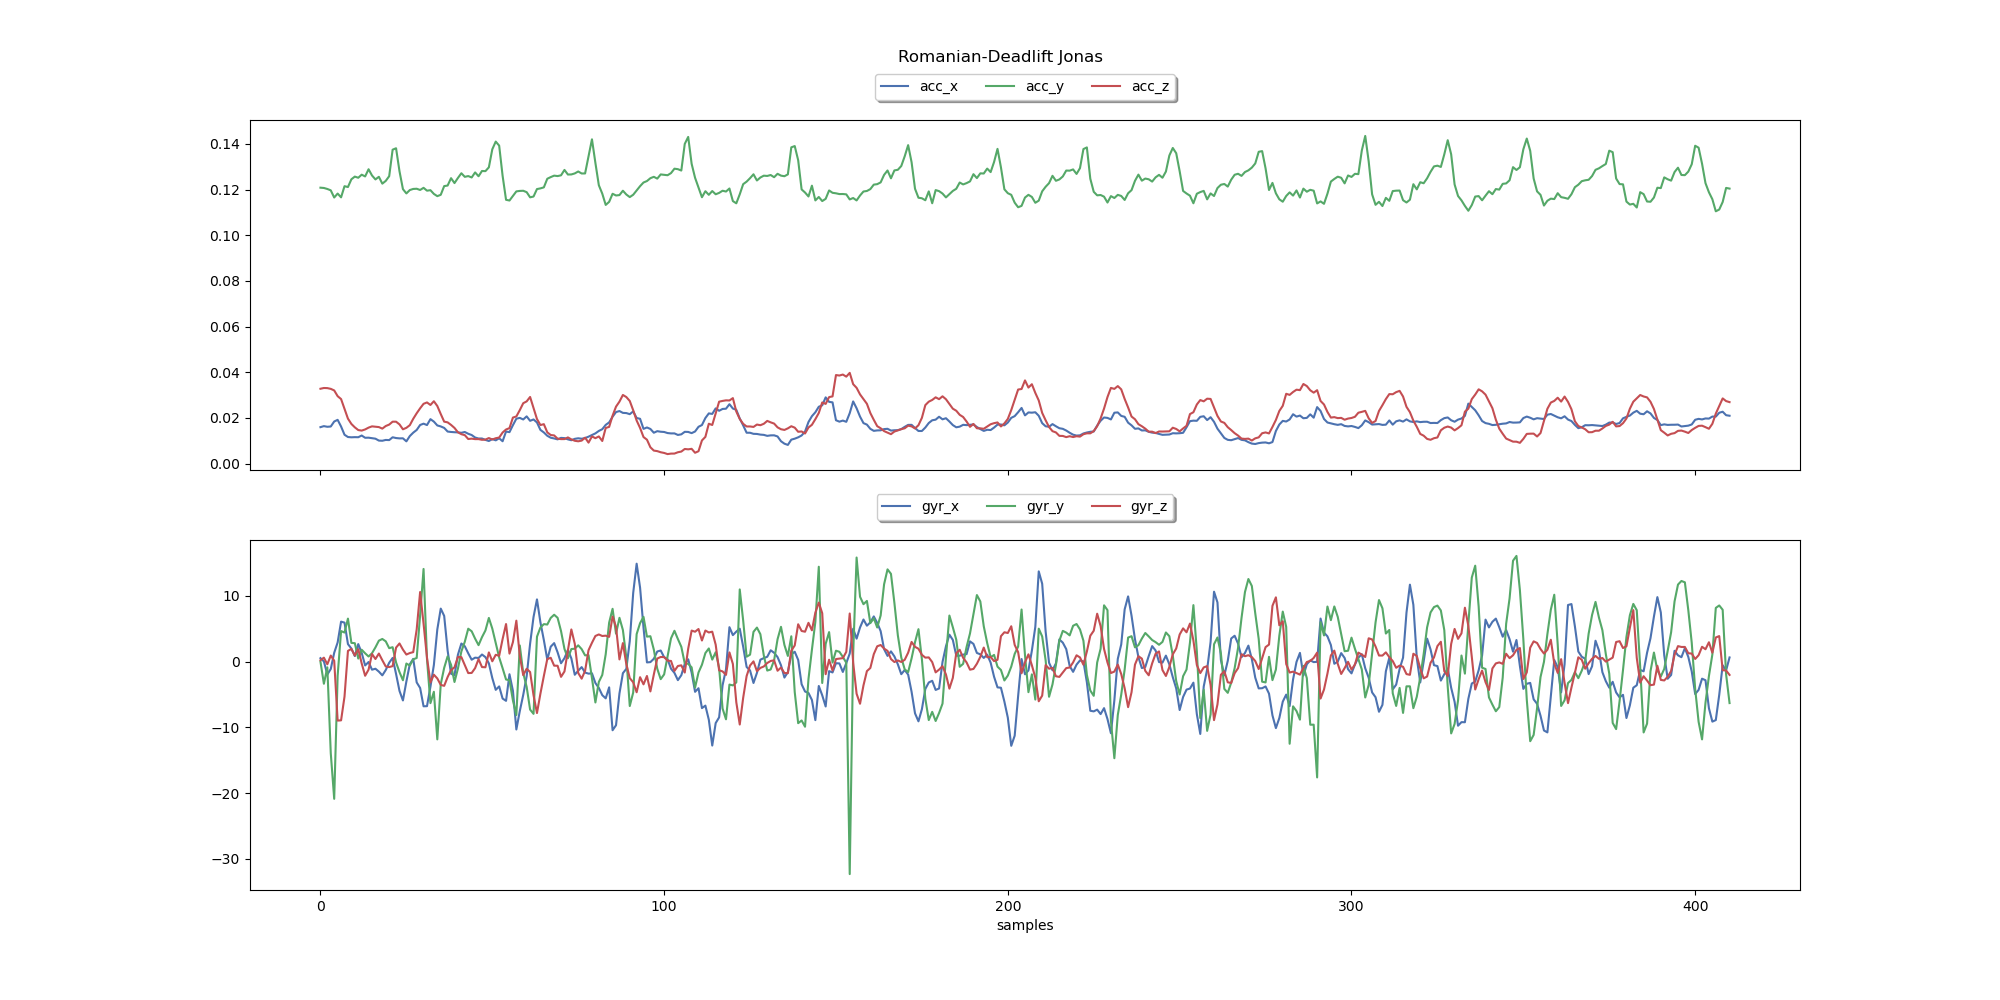 Romanian-Deadlift Jonas
acc_x acc_y acc_z
0.14
0.12
0.10
0.08
0.06
0.04
0.02
0.00
gyr_x gyr_y gyr_z
10
0
−10
−20
−30
0 100 200 300 400
samples